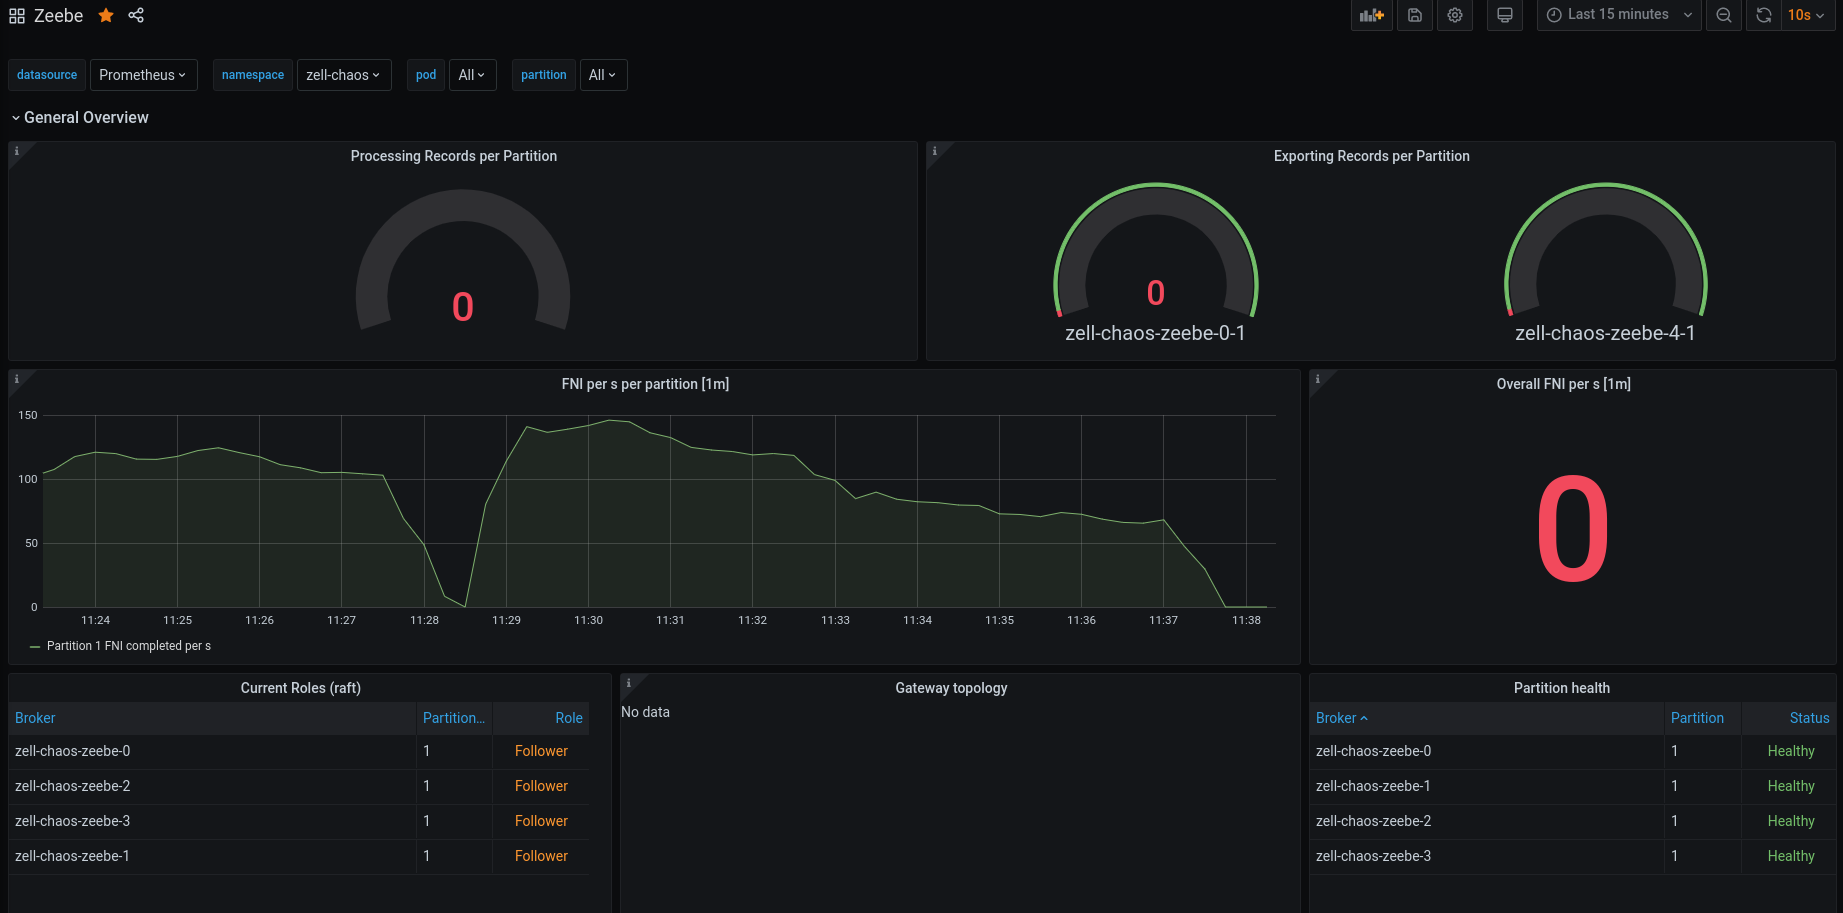 Zeebe
Last 15 minutes
10s
datasource Prometheus namespace zell-chaos pod All partition All
General Overview
Processing Records per Partition
0
Exporting Records per Partition
0
zell-chaos-zeebe-0-1 zell-chaos-zeebe-4-1
FNI per s per partition [1m]
150
100
50
0
11:24 11:25 11:26 11:27 11:28 11:29 11:30 11:31 11:32 11:33 11:34 11:35 11:36 11:37 11:38
Partition 1 FNI completed per s
Overall FNI per s [1m]
0
Current Roles (raft)
Broker Partition... Role
zell-chaos-zeebe-0 1 Follower
zell-chaos-zeebe-2 1 Follower
zell-chaos-zeebe-3 1 Follower
zell-chaos-zeebe-1 1 Follower
Gateway topology
No data
Partition health
Broker Partition Status
zell-chaos-zeebe-0 1 Healthy
zell-chaos-zeebe-1 1 Healthy
zell-chaos-zeebe-2 1 Healthy
zell-chaos-zeebe-3 1 Healthy